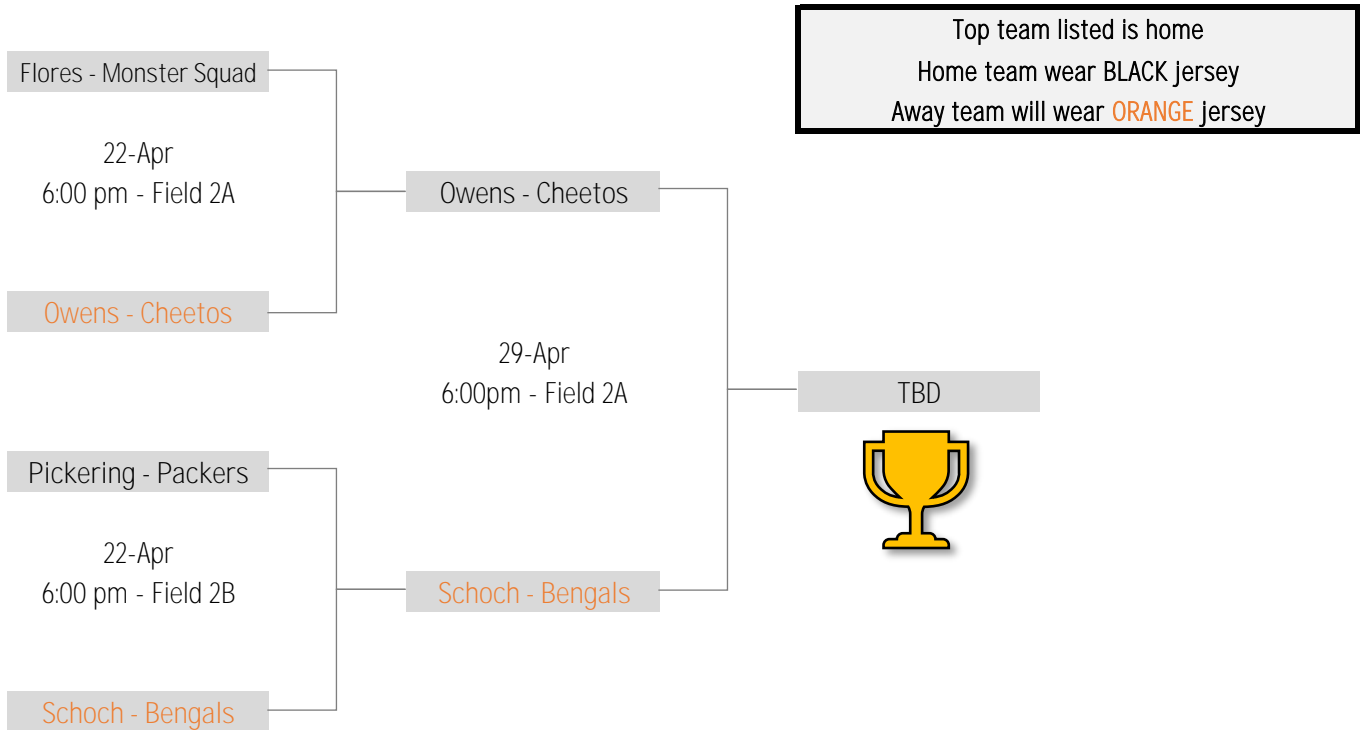 Top team listed is home
Home team wear BLACK jersey
Away team will wear ORANGE jersey
Flores - Monster Squad
22-Apr
6:00 pm - Field 2A
Owens - Cheetos
Owens - Cheetos
29-Apr
6:00pm - Field 2A
TBD
Pickering - Packers
22-Apr
6:00 pm - Field 2B
Schoch - Bengals
Schoch - Bengals